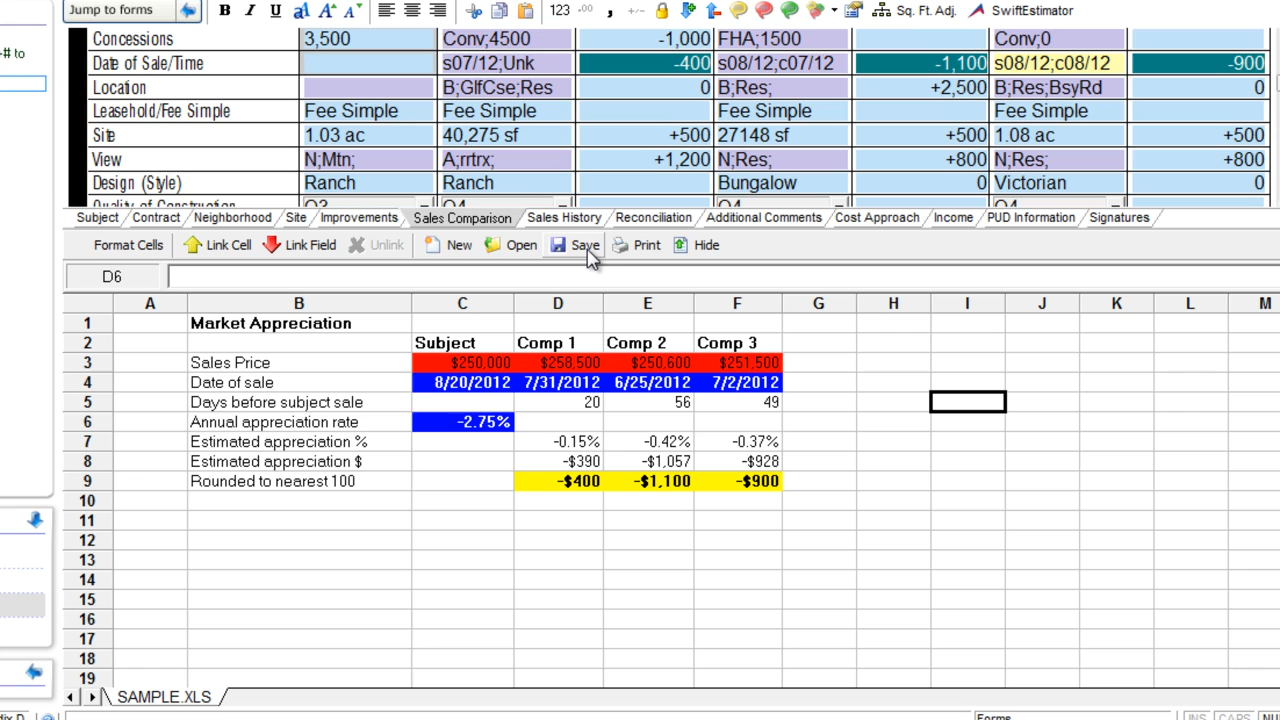 Jump to forms B I U aĬ A A 123 .00 , +/- Sq. Ft. Adj. SwiftEstimator
-# to
Concessions 3,500 Conv;4500 -1,000 FHA;1500 Conv;0
Date of Sale/Time s07/12;Unk -400 s08/12;c07/12 -1,100 s08/12;c08/12 -900
Location B;GlfCse;Res 0 B;Res; +2,500 B;Res;BsyRd 0
Leasehold/Fee Simple Fee Simple Fee Simple Fee Simple Fee Simple
Site 1.03 ac 40,275 sf +500 27148 sf +500 1.08 ac +500
View N;Mtn; A;rrtrx; +1,200 N;Res; +800 N;Res; +800
Design (Style) Ranch Ranch Bungalow 0 Victorian 0
Quality of Construction Q3 Q4 Q4 Q4
Subject Contract Neighborhood Site Improvements Sales Comparison Sales History Reconciliation Additional Comments Cost Approach Income PUD Information Signatures
Format Cells Link Cell Link Field Unlink New Open Save Print Hide
D6
A B C D E F G H I J K L M
1 Market Appreciation
2 Subject Comp 1 Comp 2 Comp 3
3 Sales Price $250,000 $258,500 $250,600 $251,500
4 Date of sale 8/20/2012 7/31/2012 6/25/2012 7/2/2012
5 Days before subject sale 20 56 49
6 Annual appreciation rate -2.75%
7 Estimated appreciation % -0.15% -0.42% -0.37%
8 Estimated appreciation $ -$390 -$1,057 -$928
9 Rounded to nearest 100 -$400 -$1,100 -$900
10
11
12
13
14
15
16
17
18
19
SAMPLE.XLS
Forms INS CAPS